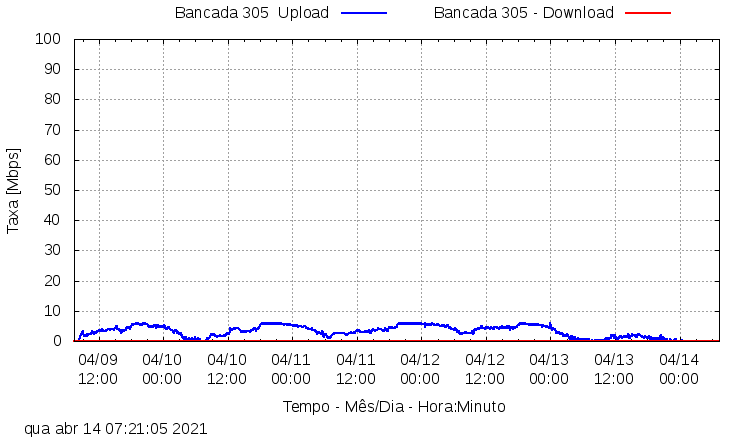 Bancada 305  Upload
Bancada 305 - Download
100
90
80
70
60
50
40
30
20
10
0
Taxa [Mbps]
04/09 04/10 04/10 04/11 04/11 04/12 04/12 04/13 04/13 04/14
12:00 00:00 12:00 00:00 12:00 00:00 12:00 00:00 12:00 00:00
Tempo - Mês/Dia - Hora:Minuto
qua abr 14 07:21:05 2021